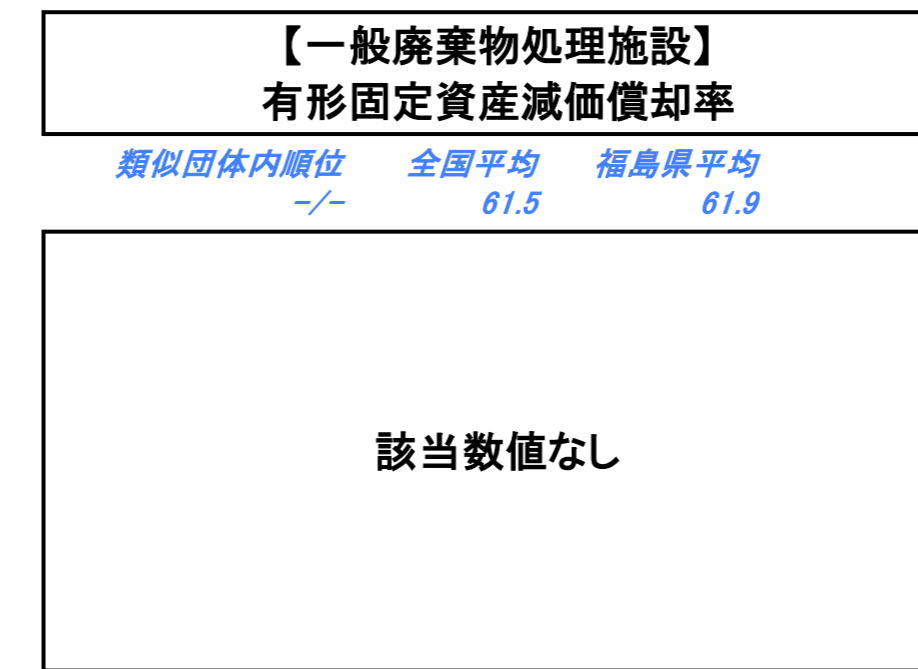 【一般廃棄物処理施設】
有形固定資産減価償却率
類似団体内順位 全国平均 福島県平均
-/- 61.5 61.9
該当数値なし